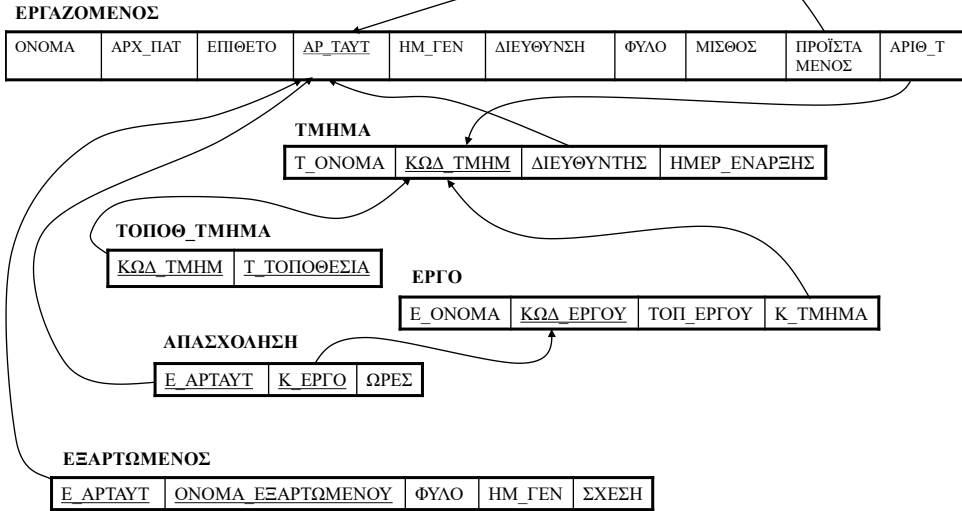 ΕΡΓΑΖΟΜΕΝΟΣ
ΟΝΟΜΑ ΑΡΧ_ΠΑΤ ΕΠΙΘΕΤΟ ΑΡ_ΤΑΥΤ ΗΜ_ΓΕΝ ΔΙΕΥΘΥΝΣΗ ΦΥΛΟ ΜΙΣΘΟΣ ΠΡΟΪΣΤΑ ΑΡΙΘ_Τ
ΜΕΝΟΣ
ΤΜΗΜΑ
Τ_ΟΝΟΜΑ ΚΩΔ_ΤΜΗΜ ΔΙΕΥΘΥΝΤΗΣ ΗΜΕΡ_ΕΝΑΡΞΗΣ
ΤΟΠΟΘ_ΤΜΗΜΑ
ΚΩΔ_ΤΜΗΜ Τ_ΤΟΠΟΘΕΣΙΑ
ΕΡΓΟ
Ε_ΟΝΟΜΑ ΚΩΔ_ΕΡΓΟΥ ΤΟΠ_ΕΡΓΟΥ Κ_ΤΜΗΜΑ
ΑΠΑΣΧΟΛΗΣΗ
Ε_ΑΡΤΑΥΤ Κ_ΕΡΓΟ ΩΡΕΣ
ΕΞΑΡΤΩΜΕΝΟΣ
Ε_ΑΡΤΑΥΤ ΟΝΟΜΑ_ΕΞΑΡΤΩΜΕΝΟΥ ΦΥΛΟ ΗΜ_ΓΕΝ ΣΧΕΣΗ